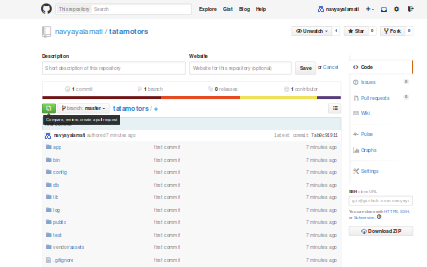 This repository Search Explore Gist Blog Help navyayalamati
navyayalamati / tatamotors Unwatch 1 Star 0 Fork 0
Description Website
Short description of this repository Website for this repository (optional) Save or Cancel
1 commit 1 branch 0 releases 1 contributor
branch: master tatamotors /
Compare, review, create a pull request
first commit
navyayalamati authored 7 minutes ago latest commit
app first commit 7 minutes ago
bin first commit 7 minutes ago
config first commit 7 minutes ago
db first commit 7 minutes ago
lib first commit 7 minutes ago
log first commit 7 minutes ago
public first commit 7 minutes ago
test first commit 7 minutes ago
vendor/assets first commit 7 minutes ago
.gitignore first commit 7 minutes ago
Code
Issues 0
Pull requests 0
Wiki
Pulse
Graphs
Settings
SSH clone URL
You can clone with HTTPS, SSH,
or Subversion.
Download ZIP